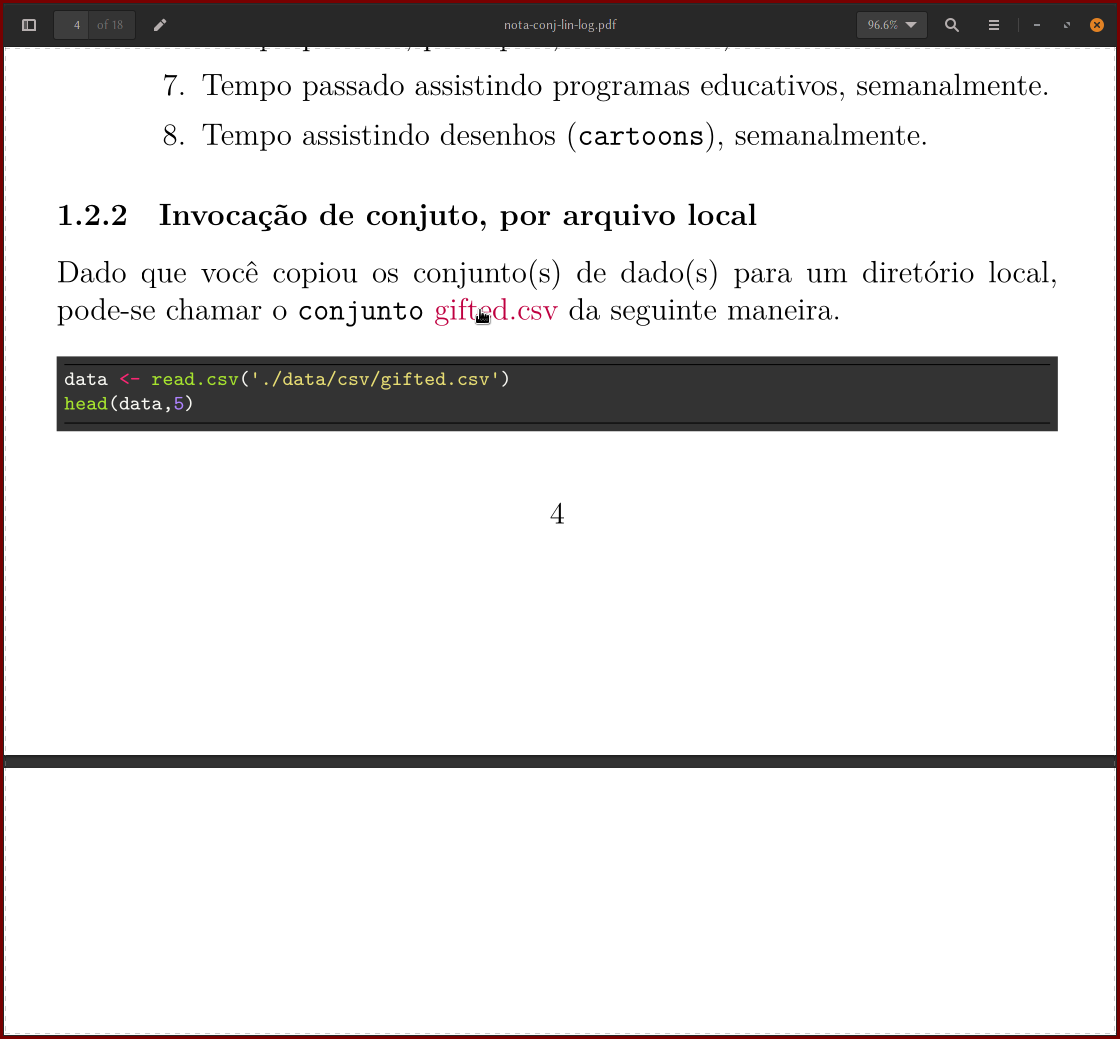 4 of 18
nota-conj-lin-log.pdf
96.6%
7. Tempo passado assistindo programas educativos, semanalmente.
8. Tempo assistindo desenhos (cartoons), semanalmente.
1.2.2 Invocação de conjuto, por arquivo local
Dado que você copiou os conjunto(s) de dado(s) para um diretório local,
pode-se chamar o conjunto gifted.csv da seguinte maneira.
data <- read.csv('./data/csv/gifted.csv')
head(data,5)
4